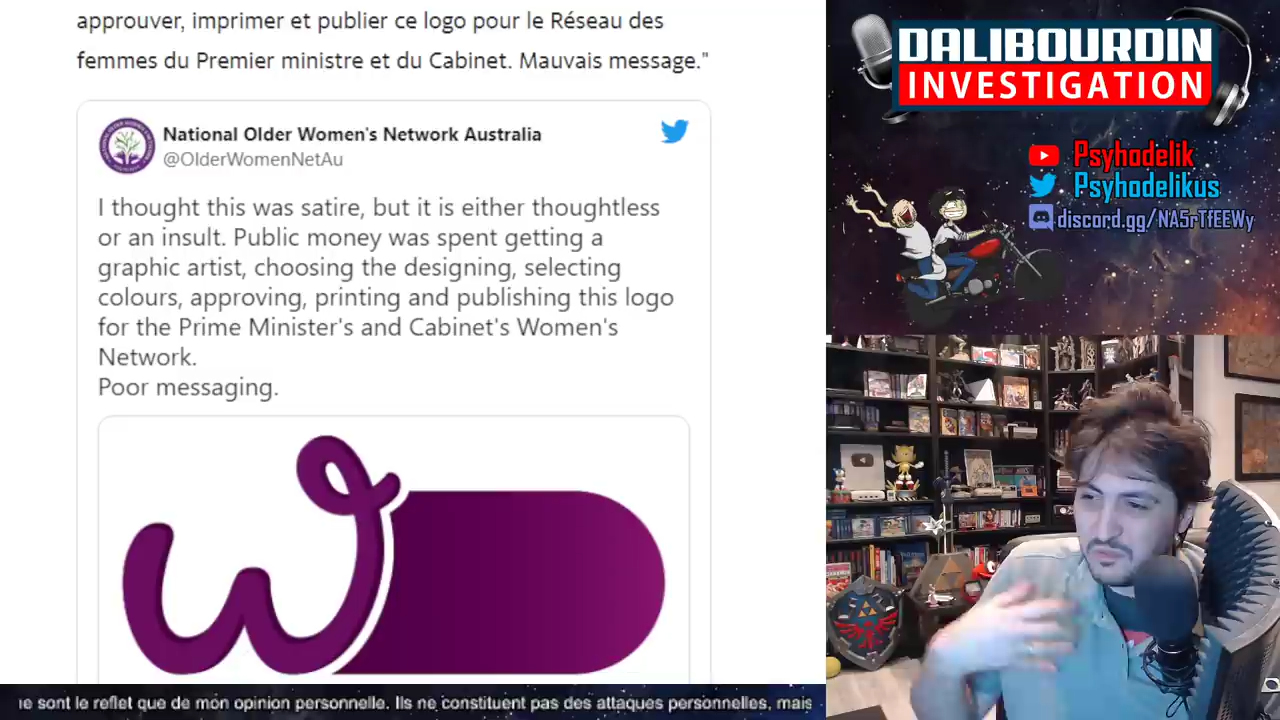 approuver, imprimer et publier ce logo pour le Réseau des
femmes du Premier ministre et du Cabinet. Mauvais message."
National Older Women's Network Australia
@OlderWomenNetAu
I thought this was satire, but it is either thoughtless
or an insult. Public money was spent getting a
graphic artist, choosing the designing, selecting
colours, approving, printing and publishing this logo
for the Prime Minister's and Cabinet's Women's
Network.
Poor messaging.
w
DALIBOURDIN
INVESTIGATION
Psyhodelik
Psyhodelikus
discord.gg/NA5rTfEEWy
sont le reflet que de mon opinion personnelle. Ils ne constituent pas des attaques personnelles, mais